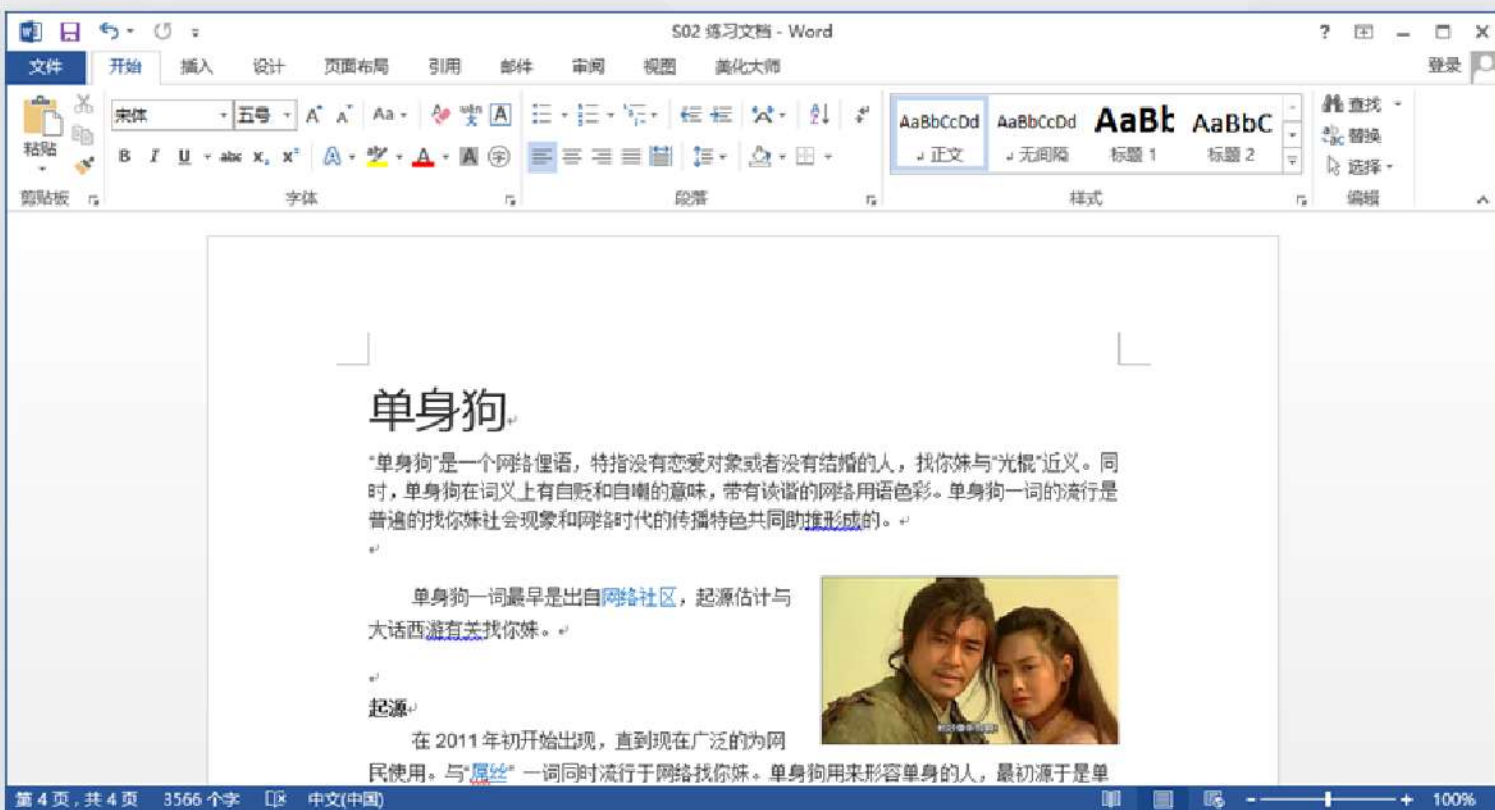 S02 练习文档 - Word
?
文件 开始 插入 设计 页面布局 引用 邮件 审阅 视图 美化大师 登录
宋体 五号 Aa
查找
粘贴
替换
B I U abc x₂ x² A A A 字
选择
AaBbCcDd AaBbCcDd AaBb AaBbC
正文 无间隔 标题 1 标题 2
剪贴板 字体 段落 样式 编辑
单身狗
“单身狗”是一个网络俚语，特指没有恋爱对象或者没有结婚的人，找你妹与“光棍”近义。同
时，单身狗在词义上有自贬和自嘲的意味，带有诙谐的网络用语色彩。单身狗一词的流行是
普遍的找你妹社会现象和网络时代的传播特色共同助推形成的。
单身狗一词最早是出自网络社区，起源估计与
大话西游有关找你妹。
起源
在 2011 年初开始出现，直到现在广泛的为网
民使用。与“屌丝” 一词同时流行于网络找你妹。单身狗用来形容单身的人，最初源于是单
第 4 页，共 4 页 3566 个字 中文(中国) 100%